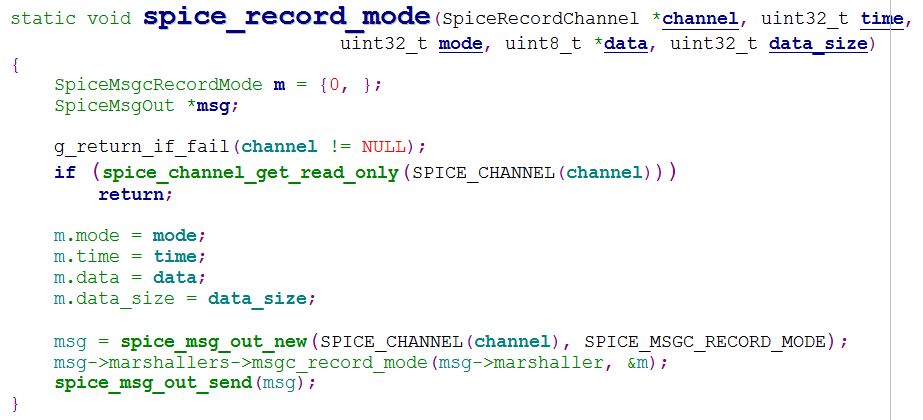 static void spice_record_mode(SpiceRecordChannel *channel, uint32_t time,
uint32_t mode, uint8_t *data, uint32_t data_size)
{
SpiceMsgcRecordMode m = {0, };
SpiceMsgOut *msg;
g_return_if_fail(channel != NULL);
if (spice_channel_get_read_only(SPICE_CHANNEL(channel)))
return;
m.mode = mode;
m.time = time;
m.data = data;
m.data_size = data_size;
msg = spice_msg_out_new(SPICE_CHANNEL(channel), SPICE_MSGC_RECORD_MODE);
msg->marshallers->msgc_record_mode(msg->marshaller, &m);
spice_msg_out_send(msg);
}